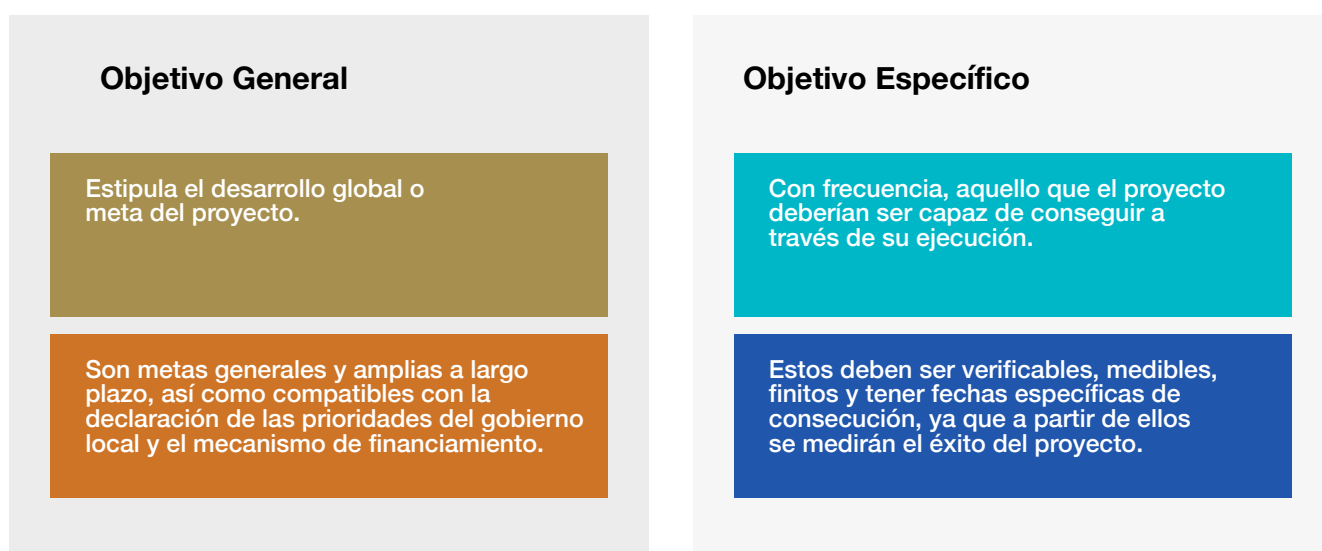 Objetivo General
Estipula el desarrollo global o
meta del proyecto.
Son metas generales y amplias a largo
plazo, así como compatibles con la
declaración de las prioridades del gobierno
local y el mecanismo de financiamiento.
Objetivo Específico
Con frecuencia, aquello que el proyecto
deberían ser capaz de conseguir a
través de su ejecución.
Estos deben ser verificables, medibles,
finitos y tener fechas específicas de
consecución, ya que a partir de ellos
se medirán el éxito del proyecto.